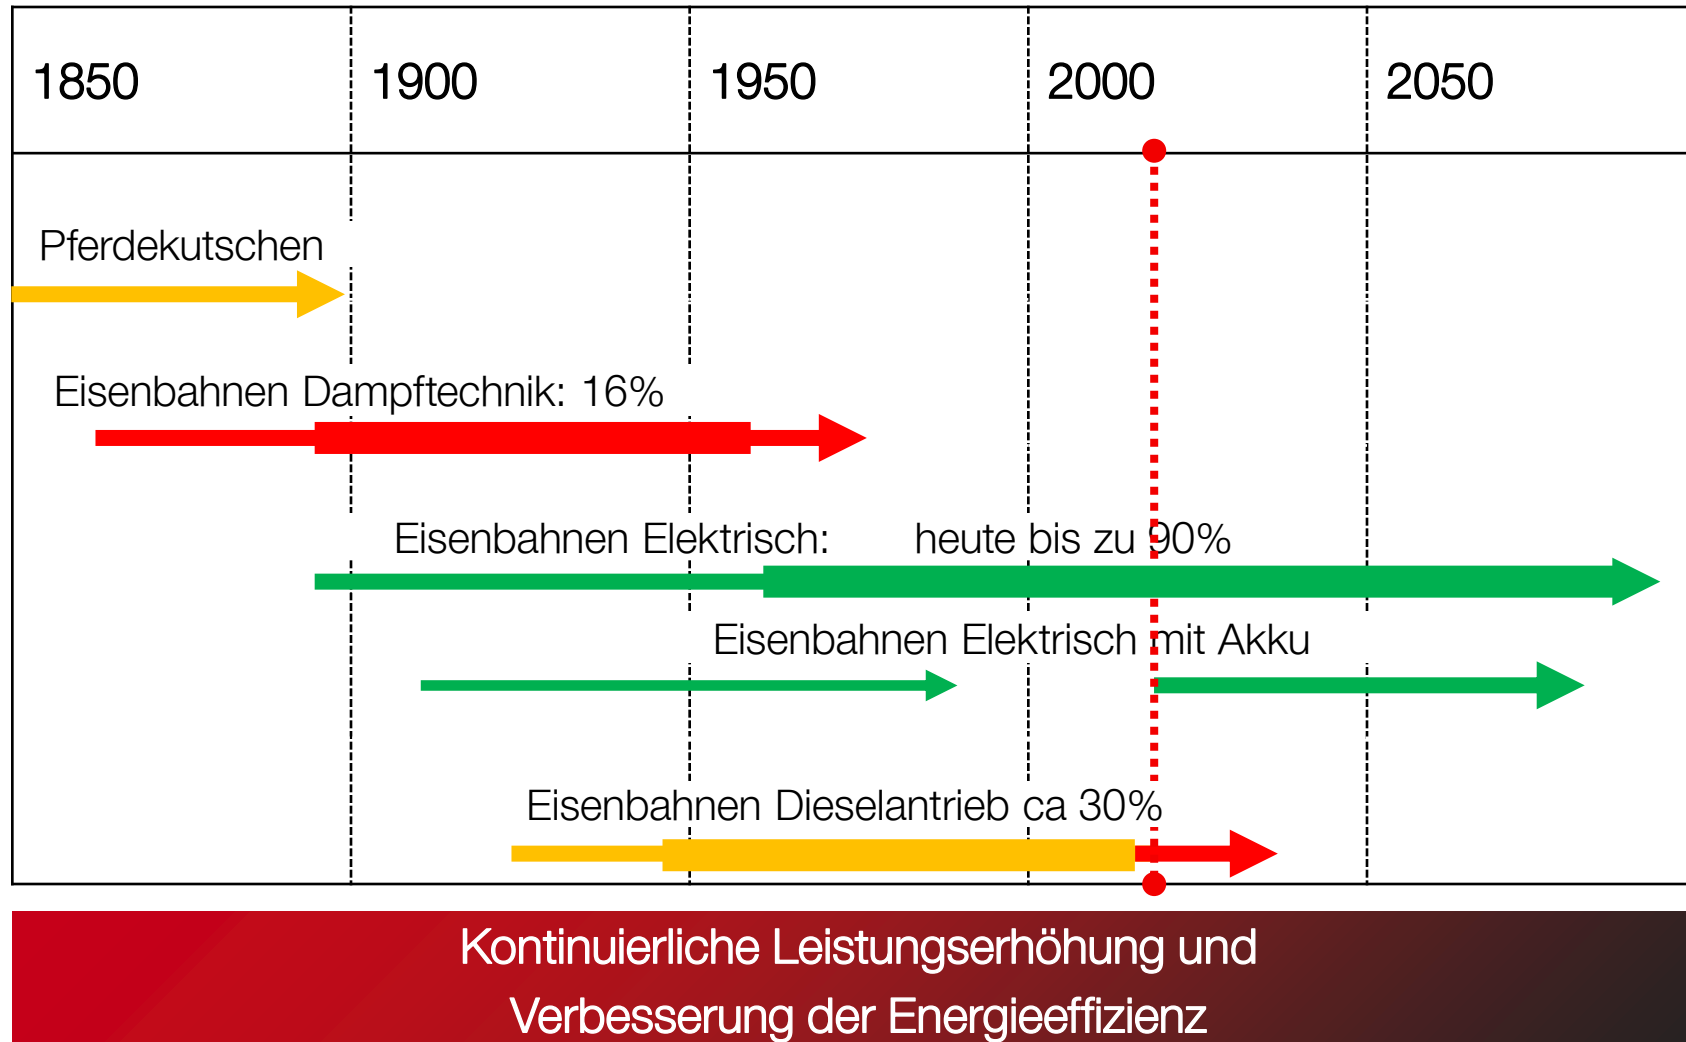 1850 1900 1950 2000 2050
Pferdekutschen
Eisenbahnen Dampftechnik: 16%
Eisenbahnen Elektrisch: heute bis zu 90%
Eisenbahnen Elektrisch mit Akku
Eisenbahnen Dieselantrieb ca 30%
Kontinuierliche Leistungserhöhung und
Verbesserung der Energieeffizienz